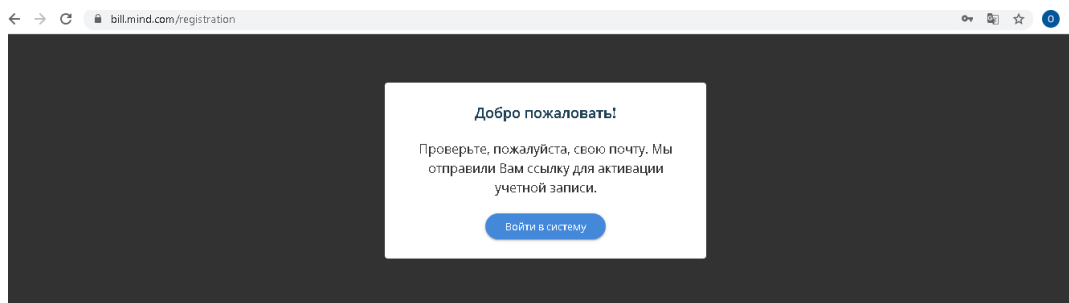 bill.mind.com/registration
O
Добро пожаловать!
Проверьте, пожалуйста, свою почту. Мы
отправили Вам ссылку для активации
учетной записи.
Войти в систему